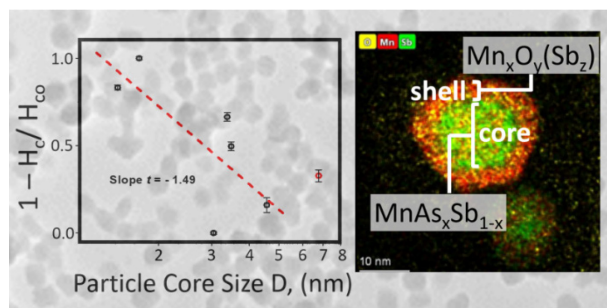 1.0
0.5
0.0
1 – Hc/ Hco
Slope t = - 1.49
2
3
4
5
6
7
8
Particle Core Size D, (nm)
O Mn Sb
MnxOy(Sbz)
shell
core
MnAsxSb1-x
10 nm